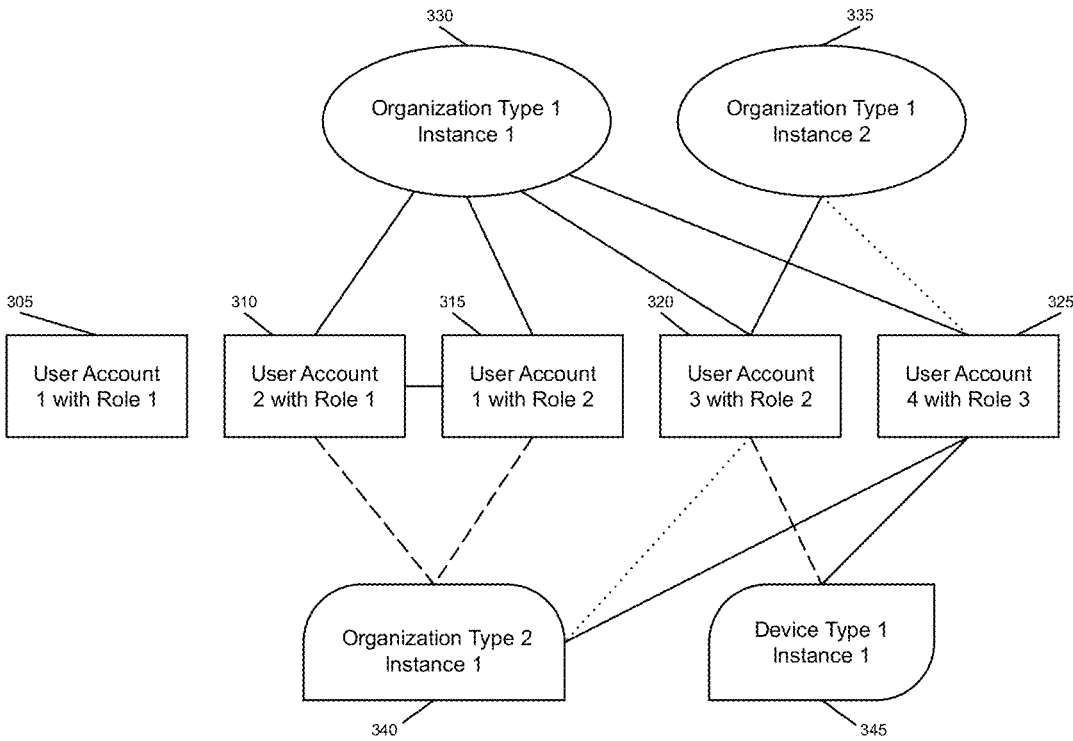 330
335
Organization Type 1
Instance 1
Organization Type 1
Instance 2
305
310
315
320
325
User Account
1 with Role 1
User Account
2 with Role 1
User Account
1 with Role 2
User Account
3 with Role 2
User Account
4 with Role 3
Organization Type 2
Instance 1
Device Type 1
Instance 1
340
345